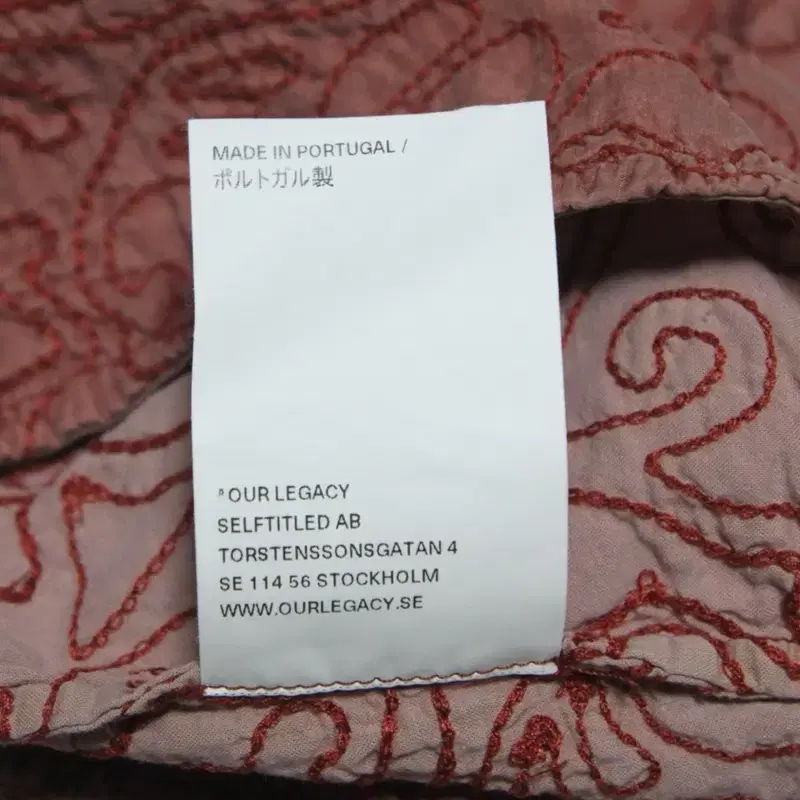 MADE IN PORTUGAL /
ポルトガル製
OUR LEGACY
SELFTITLED AB
TORSTENSSONSGATAN 4
SE 114 56 STOCKHOLM
WWW.OURLEGACY.SE